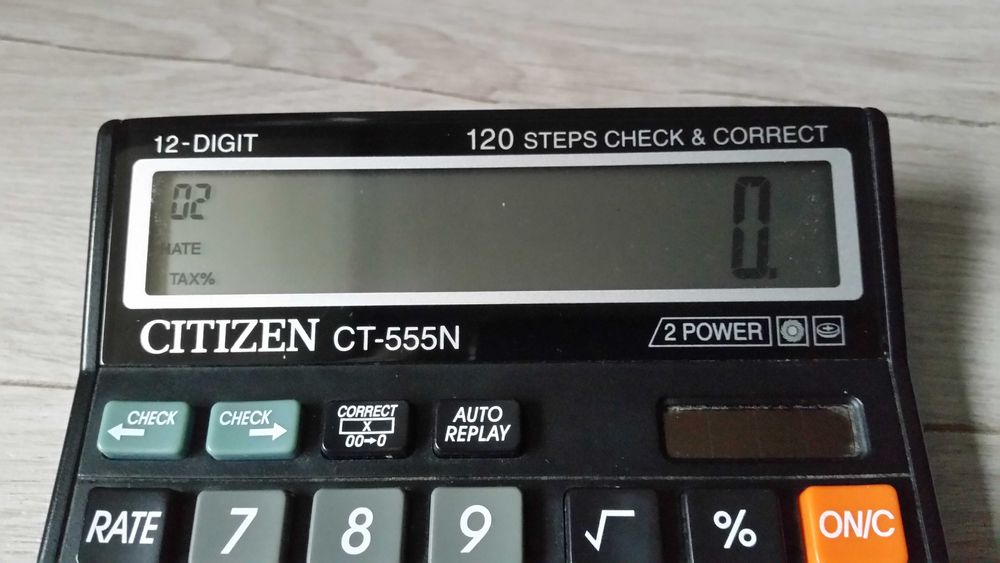 12-DIGIT 120 STEPS CHECK & CORRECT
02
0.
RATE
TAX%
CITIZEN CT-555N 2 POWER
CHECK CHECK CORRECT X 00→0 AUTO REPLAY
RATE 7 8 9 √ % ON/C